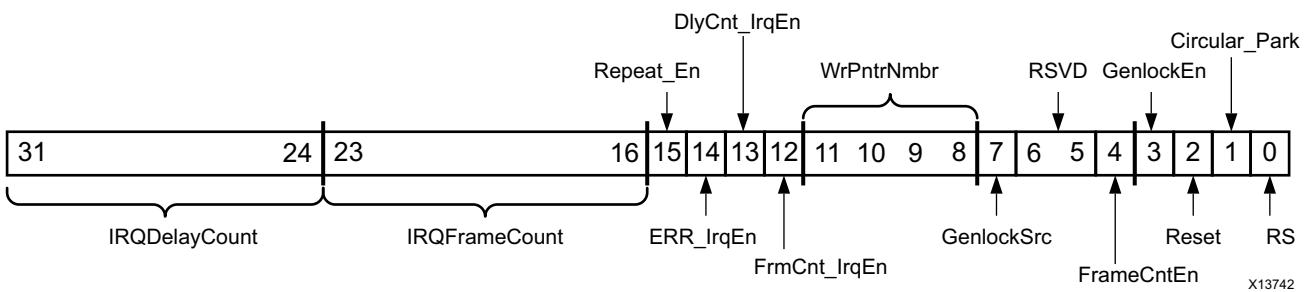 DlyCnt_IrqEn
Circular_Park
Repeat_En WrPntrNmbr RSVD GenlockEn
31 24 23 16 15 14 13 12 11 10 9 8 7 6 5 4 3 2 1 0
IRQDelayCount IRQFrameCount ERR_IrqEn GenlockSrc Reset RS
FrmCnt_IrqEn FrameCntEn
X13742